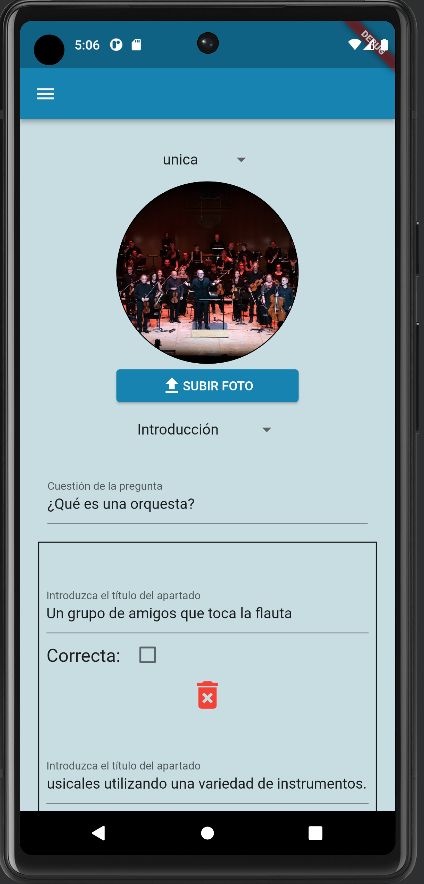 5:06
DEBUG
unica
SUBIR FOTO
Introducción
Cuestión de la pregunta
¿Qué es una orquesta?
Introduzca el título del apartado
Un grupo de amigos que toca la flauta
Correcta:
Introduzca el título del apartado
usicales utilizando una variedad de instrumentos.